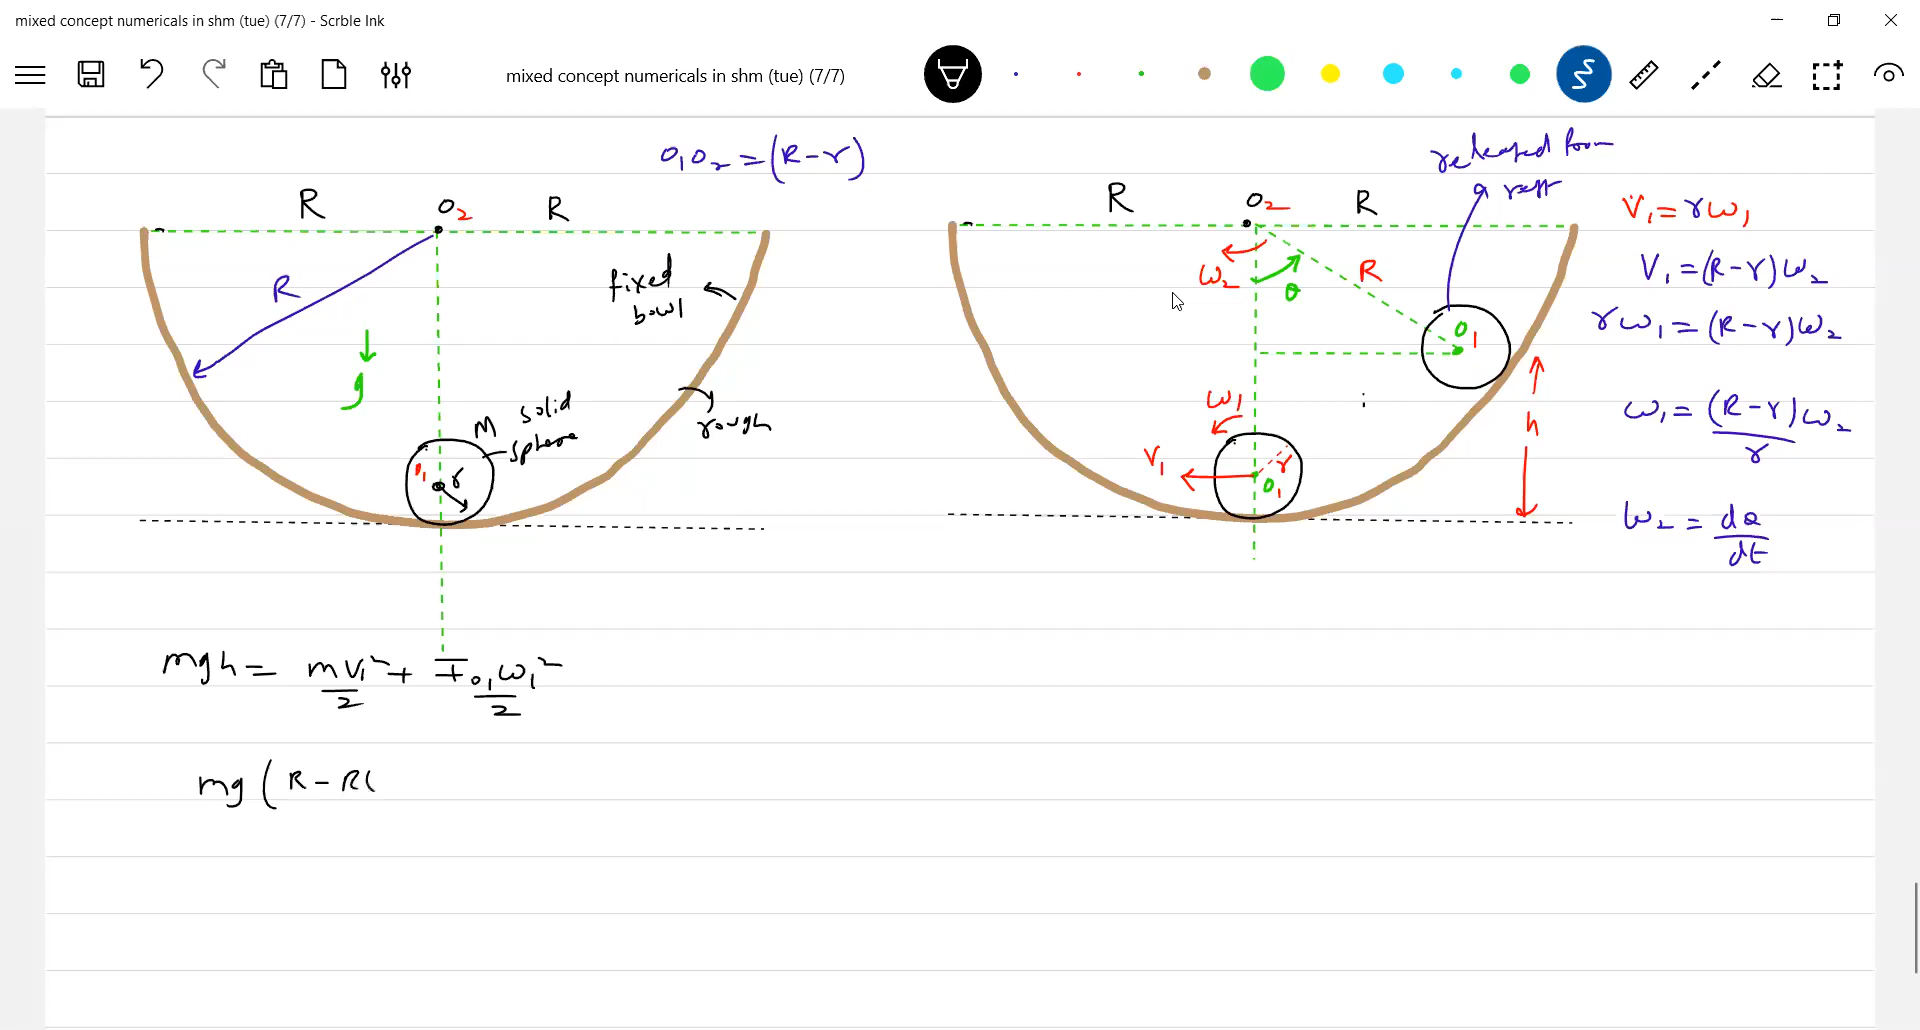 mixed concept numericals in shm (tue) (7/7) - Scrble Ink
mixed concept numericals in shm (tue) (7/7)
O₁O₂ = (R-r)
R O₂ R
R
g
fixed
bowl
rough
M solid
sphere
O₁ r
released from
a rest
R O₂ R
ω₂ θ R
O₁
ω₁
V₁ r
O₁
h
V₁ = rω₁
V₁ = (R-r)ω₂
rω₁ = (R-r)ω₂
ω₁ = (R-r)ω₂/r
ω₂ = dθ/dt
mgh = mV₁²/2 + I₀₁ω₁²/2
mg (R - R(